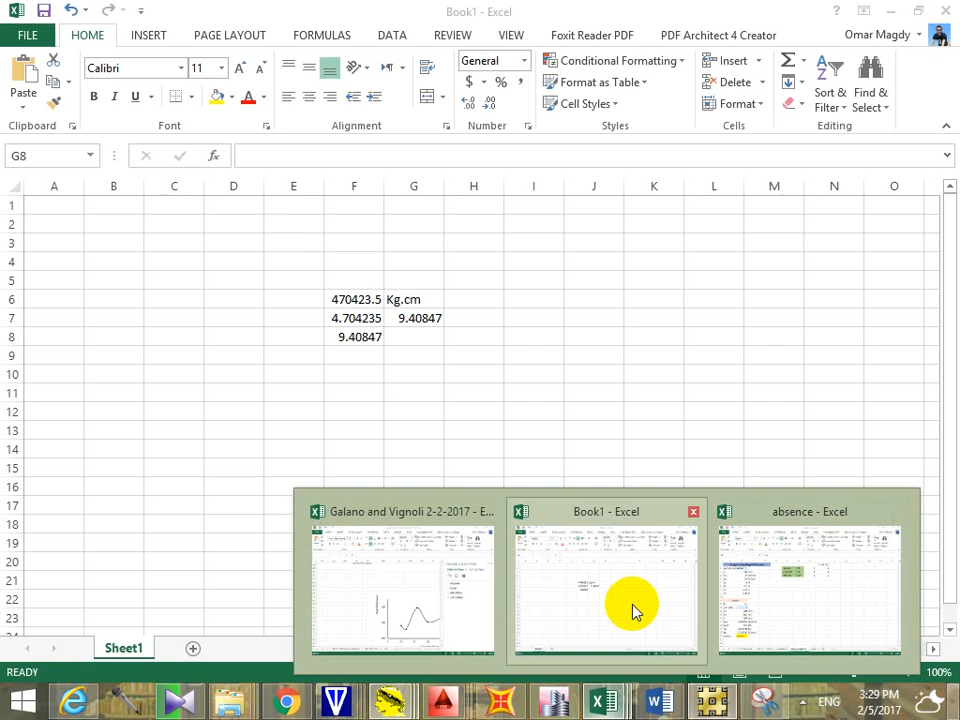 Book1 - Excel
?
FILE HOME INSERT PAGE LAYOUT FORMULAS DATA REVIEW VIEW Foxit Reader PDF PDF Architect 4 Creator Omar Magdy
Calibri 11 General Conditional Formatting Insert
Paste $ % Format as Table Delete Sort & Find &
B I U A Cell Styles Format Filter Select
Clipboard Font Alignment Number Styles Cells Editing
G8 fx
A B C D E F G H I J K L M N O
1
2
3
4
5
6 470423.5 Kg.cm
7 4.704235 9.40847
8 9.40847
9
10
11
12
13
14
15
16
17 Galano and Vignoli 2-2-2017 - E... Book1 - Excel absence - Excel
18
19
20
21
22
23
Sheet1
READY 100%
ENG 3:29 PM
2/5/2017